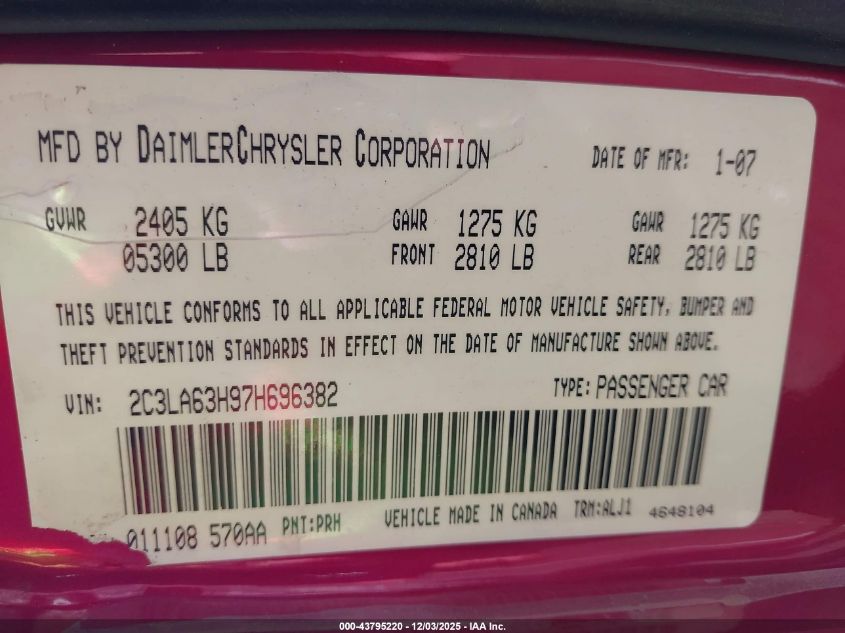 MFD BY DAIMLERCHRYSLER CORPORATION DATE OF MFR: 1-07
GVWR 2405 KG GAWR 1275 KG GAWR 1275 KG
05300 LB FRONT 2810 LB REAR 2810 LB
THIS VEHICLE CONFORMS TO ALL APPLICABLE FEDERAL MOTOR VEHICLE SAFETY, BUMPER AND
THEFT PREVENTION STANDARDS IN EFFECT ON THE DATE OF MANUFACTURE SHOWN ABOVE.
VIN: 2C3LA63H97H696382 TYPE: PASSENGER CAR
011108 570AA PNT:PRH VEHICLE MADE IN CANADA TRM:ALJ1 4648104
000-43795220 - 12/03/2025 - IAA Inc.